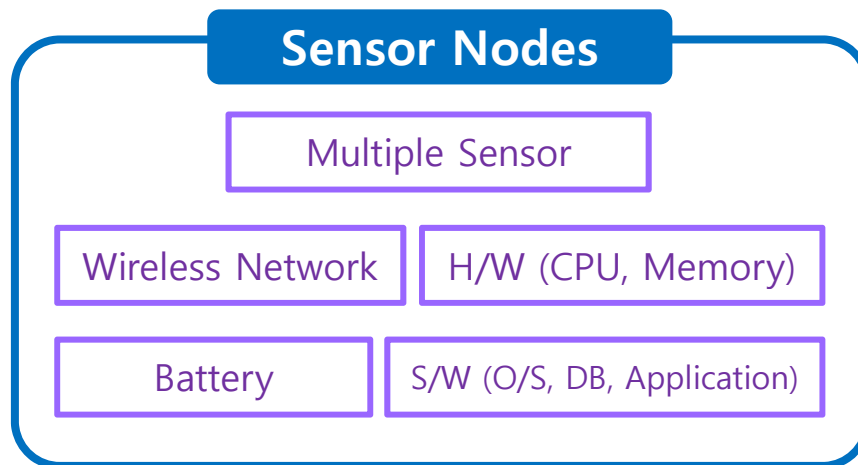 Sensor Nodes
Multiple Sensor
Wireless Network
H/W (CPU, Memory)
Battery
S/W (O/S, DB, Application)